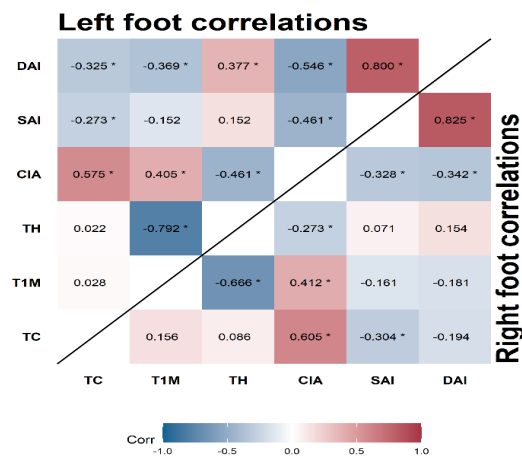 Left foot correlations
DAI -0.325 * -0.369 * 0.377 * -0.546 * 0.800 *
SAI -0.273 * -0.152 0.152 -0.461 * 0.825 *
CIA 0.575 * 0.405 * -0.461 * -0.328 * -0.342 *
TH 0.022 -0.792 * -0.273 * 0.071 0.154
T1M 0.028 -0.666 * 0.412 * -0.161 -0.181
TC 0.156 0.086 0.605 * -0.304 * -0.194
TC T1M TH CIA SAI DAI
Right foot correlations
Corr
-1.0 -0.5 0.0 0.5 1.0